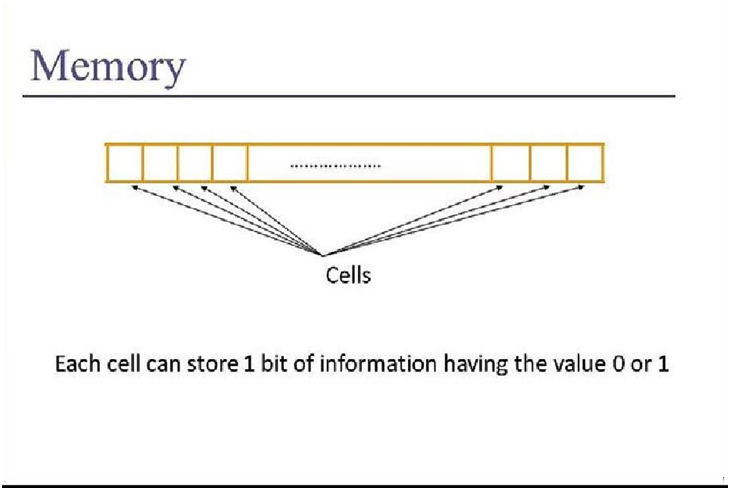 Memory
..................
Cells
Each cell can store 1 bit of information having the value 0 or 1